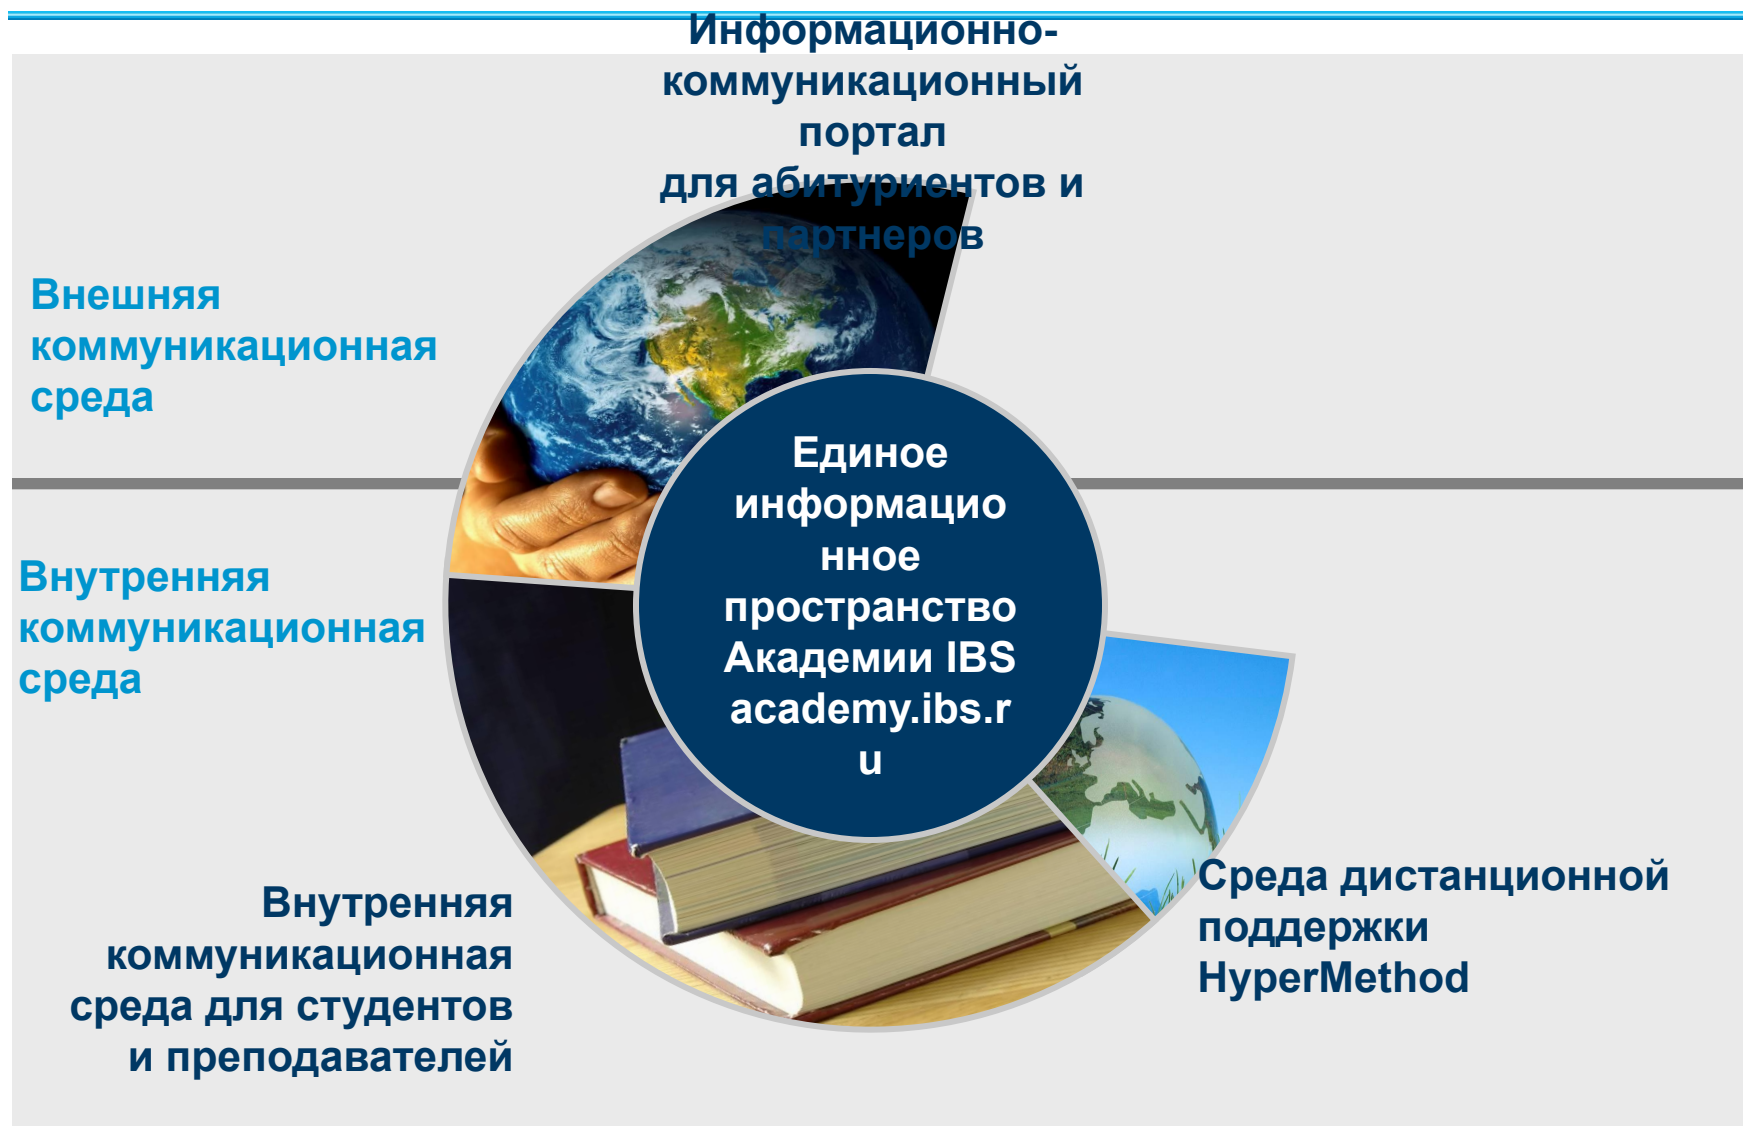 Информационно-
коммуникационный
портал
для абитуриентов и
партнеров
Внешняя
коммуникационная
среда
Единое
информацио
нное
пространство
Академии IBS
academy.ibs.r
u
Внутренняя
коммуникационная
среда
Внутренняя
коммуникационная
среда для студентов
и преподавателей
Среда дистанционной
поддержки
HyperMethod